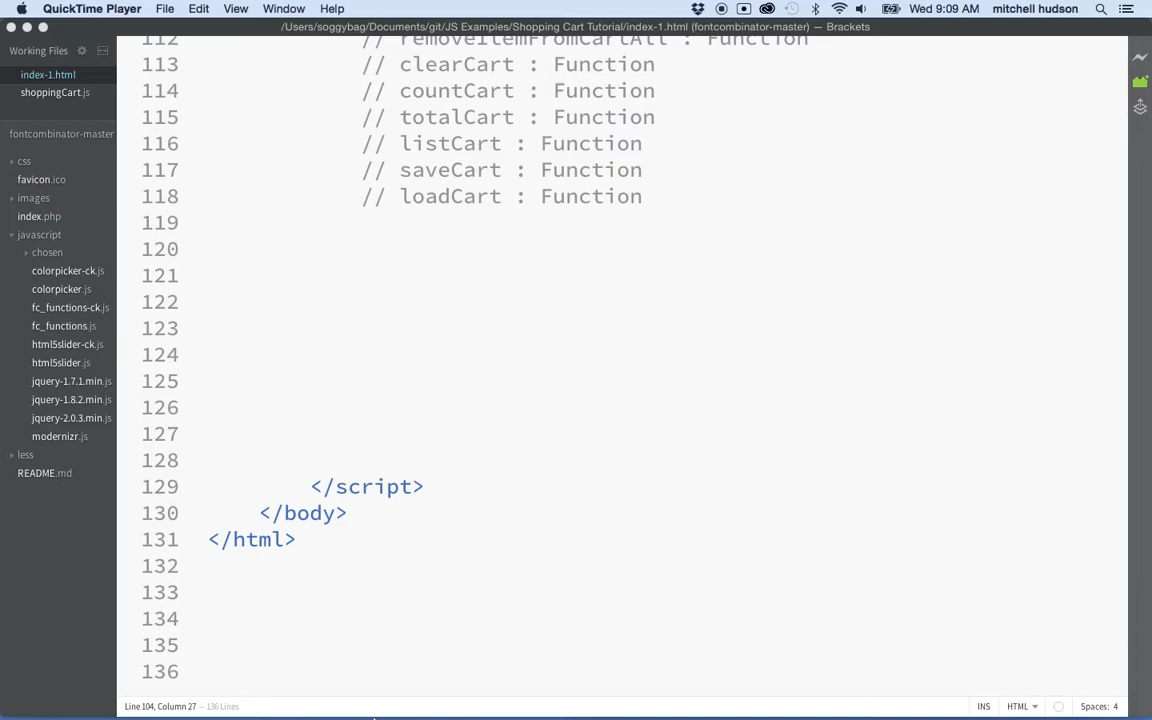 QuickTime Player File Edit View Window Help Wed 9:09 AM mitchell hudson
/Users/soggybag/Documents/git/JS Examples/Shopping Cart Tutorial/index-1.html (fontcombinator-master) — Brackets
Working Files
index-1.html
shoppingCart.js
fontcombinator-master
css
favicon.ico
images
index.php
javascript
chosen
colorpicker-ck.js
colorpicker.js
fc_functions-ck.js
fc_functions.js
html5slider-ck.js
html5slider.js
jquery-1.7.1.min.js
jquery-1.8.2.min.js
jquery-2.0.3.min.js
modernizr.js
less
README.md
112 // removeItemFromCartAll : Function
113 // clearCart : Function
114 // countCart : Function
115 // totalCart : Function
116 // listCart : Function
117 // saveCart : Function
118 // loadCart : Function
119
120
121
122
123
124
125
126
127
128
129 </script>
130 </body>
131 </html>
132
133
134
135
136
Line 104, Column 27 — 136 Lines INS HTML Spaces: 4